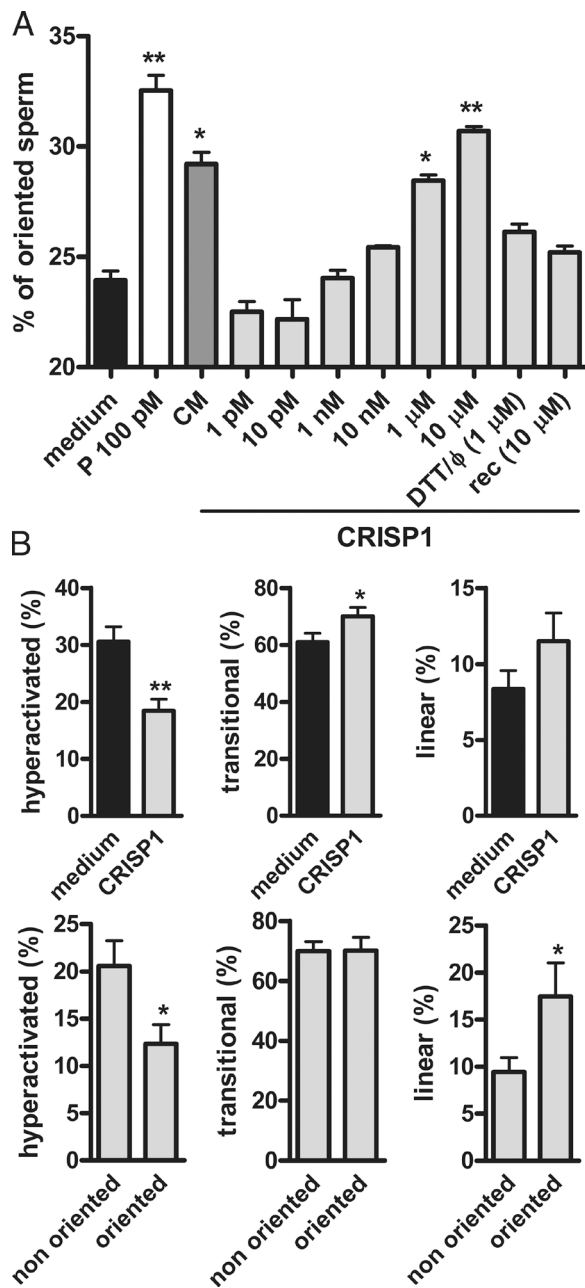 A
% of oriented sperm
35
30
25
20
**
*
*
**
medium
P 100 pM
CM
1 pM
10 pM
1 nM
10 nM
1 μM
10 μM
DTT/ϕ (1 μM)
rec (10 μM)
CRISP1
B
hyperactivated (%)
40
30
20
10
0
**
medium
CRISP1
transitional (%)
80
60
40
20
0
*
medium
CRISP1
linear (%)
15
10
5
0
medium
CRISP1
hyperactivated (%)
25
20
15
10
5
0
*
non oriented
oriented
transitional (%)
80
60
40
20
0
non oriented
oriented
linear (%)
25
20
15
10
5
0
*
non oriented
oriented